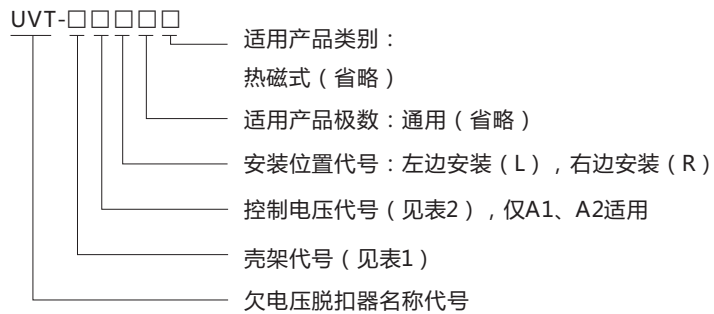 UVT-□□□□□
适用产品类别：
热磁式（省略）
适用产品极数：通用（省略）
安装位置代号：左边安装（L），右边安装（R）
控制电压代号（见表2），仅A1、A2适用
壳架代号（见表1）
欠电压脱扣器名称代号